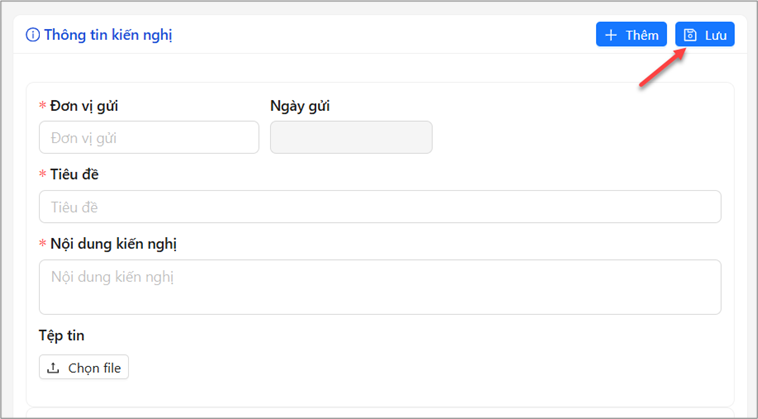 Thông tin kiến nghị
Thêm
Lưu
* Đơn vị gửi
Ngày gửi
Đơn vị gửi
* Tiêu đề
Tiêu đề
* Nội dung kiến nghị
Nội dung kiến nghị
Tệp tin
Chọn file